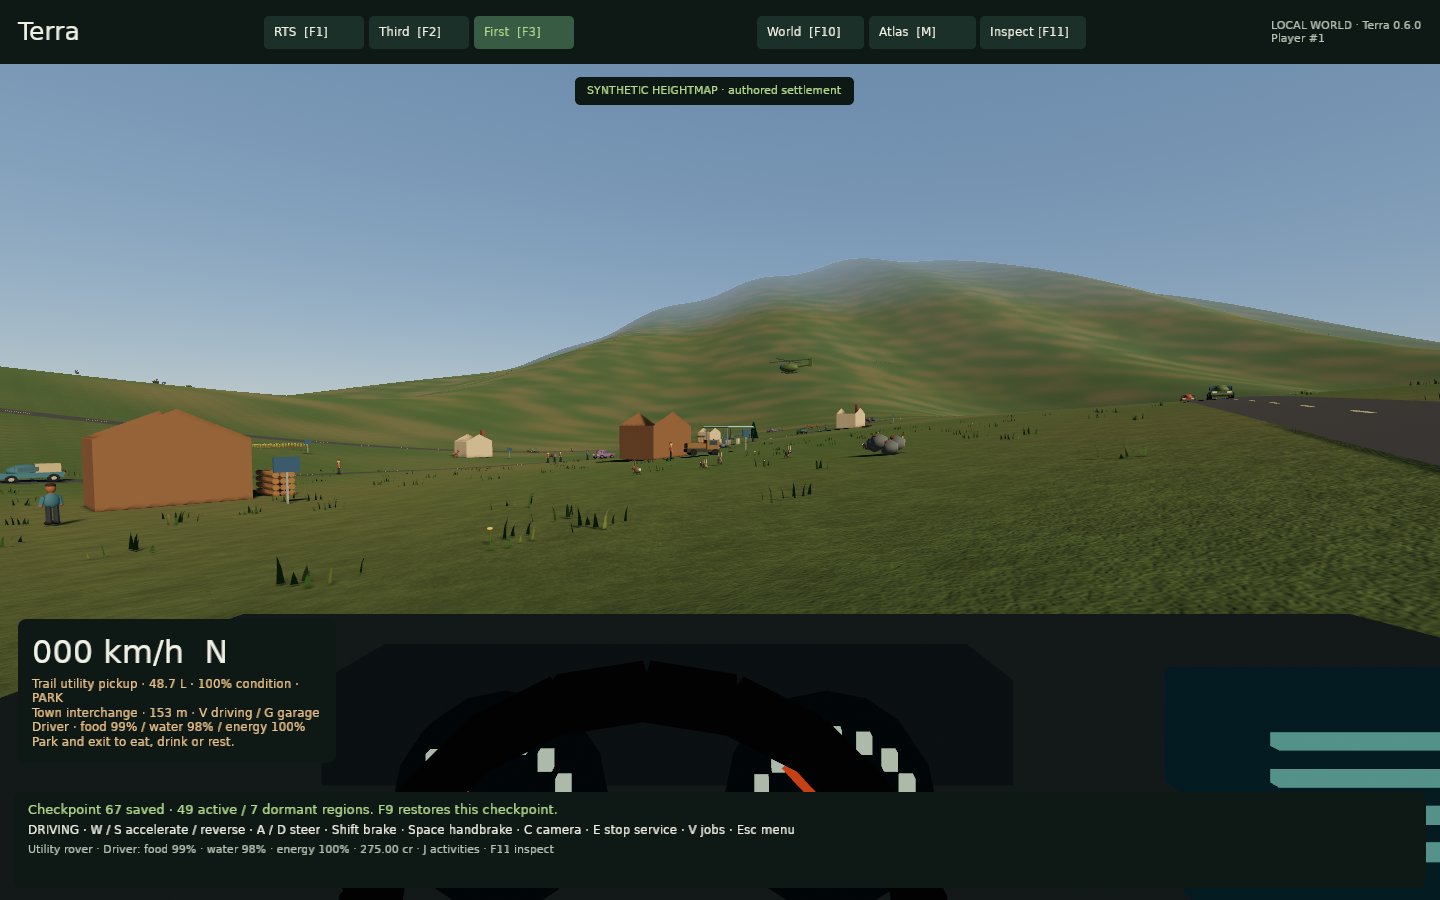 Terra
RTS [F1]
Third [F2]
First [F3]
World [F10]
Atlas [M]
Inspect [F11]
LOCAL WORLD · Terra 0.6.0
Player #1
SYNTHETIC HEIGHTMAP · authored settlement
000 km/h N
Trail utility pickup · 48.7 L · 100% condition ·
PARK
Town interchange · 153 m · V driving / G garage
Driver · food 99% / water 98% / energy 100%
Park and exit to eat, drink or rest.
Checkpoint 67 saved · 49 active / 7 dormant regions. F9 restores this checkpoint.
DRIVING · W / S accelerate / reverse · A / D steer · Shift brake · Space handbrake · C camera · E stop service · V jobs · Esc menu
Utility rover · Driver: food 99% · water 98% · energy 100% · 275.00 cr · J activities · F11 inspect